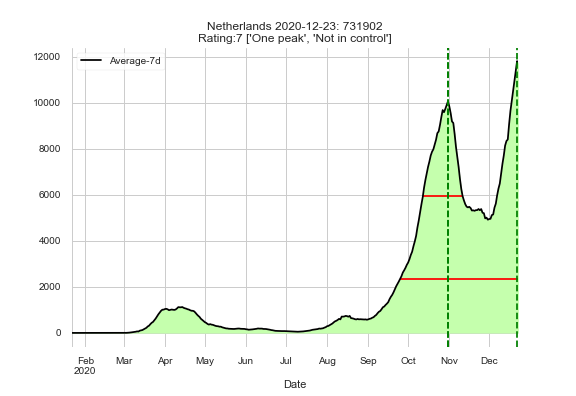 Netherlands 2020-12-23: 731902
Rating:7 ['One peak', 'Not in control']
Average-7d
12000
10000
8000
6000
4000
2000
0
Feb Mar Apr May Jun Jul Aug Sep Oct Nov Dec
2020
Date